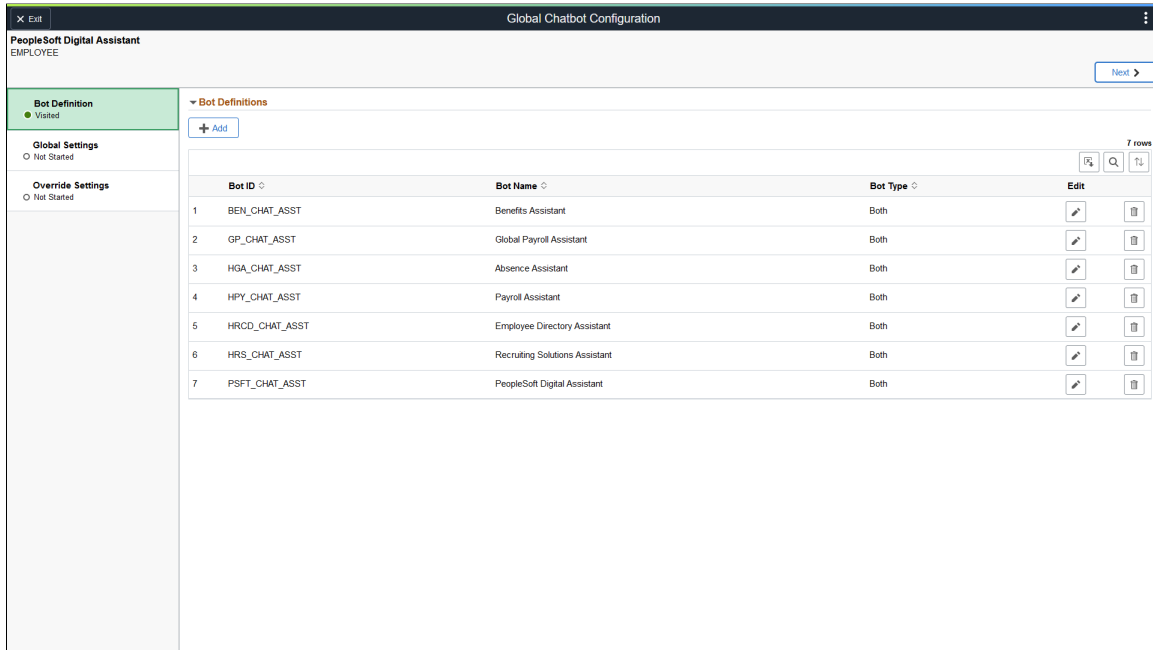 Exit
Global Chatbot Configuration
PeopleSoft Digital Assistant
EMPLOYEE
Next
Bot Definition
Visited
Global Settings
Not Started
Override Settings
Not Started
Bot Definitions
Add
7 rows
Bot ID Bot Name Bot Type Edit
1 BEN_CHAT_ASST Benefits Assistant Both
2 GP_CHAT_ASST Global Payroll Assistant Both
3 HGA_CHAT_ASST Absence Assistant Both
4 HPY_CHAT_ASST Payroll Assistant Both
5 HRCD_CHAT_ASST Employee Directory Assistant Both
6 HRS_CHAT_ASST Recruiting Solutions Assistant Both
7 PSFT_CHAT_ASST PeopleSoft Digital Assistant Both